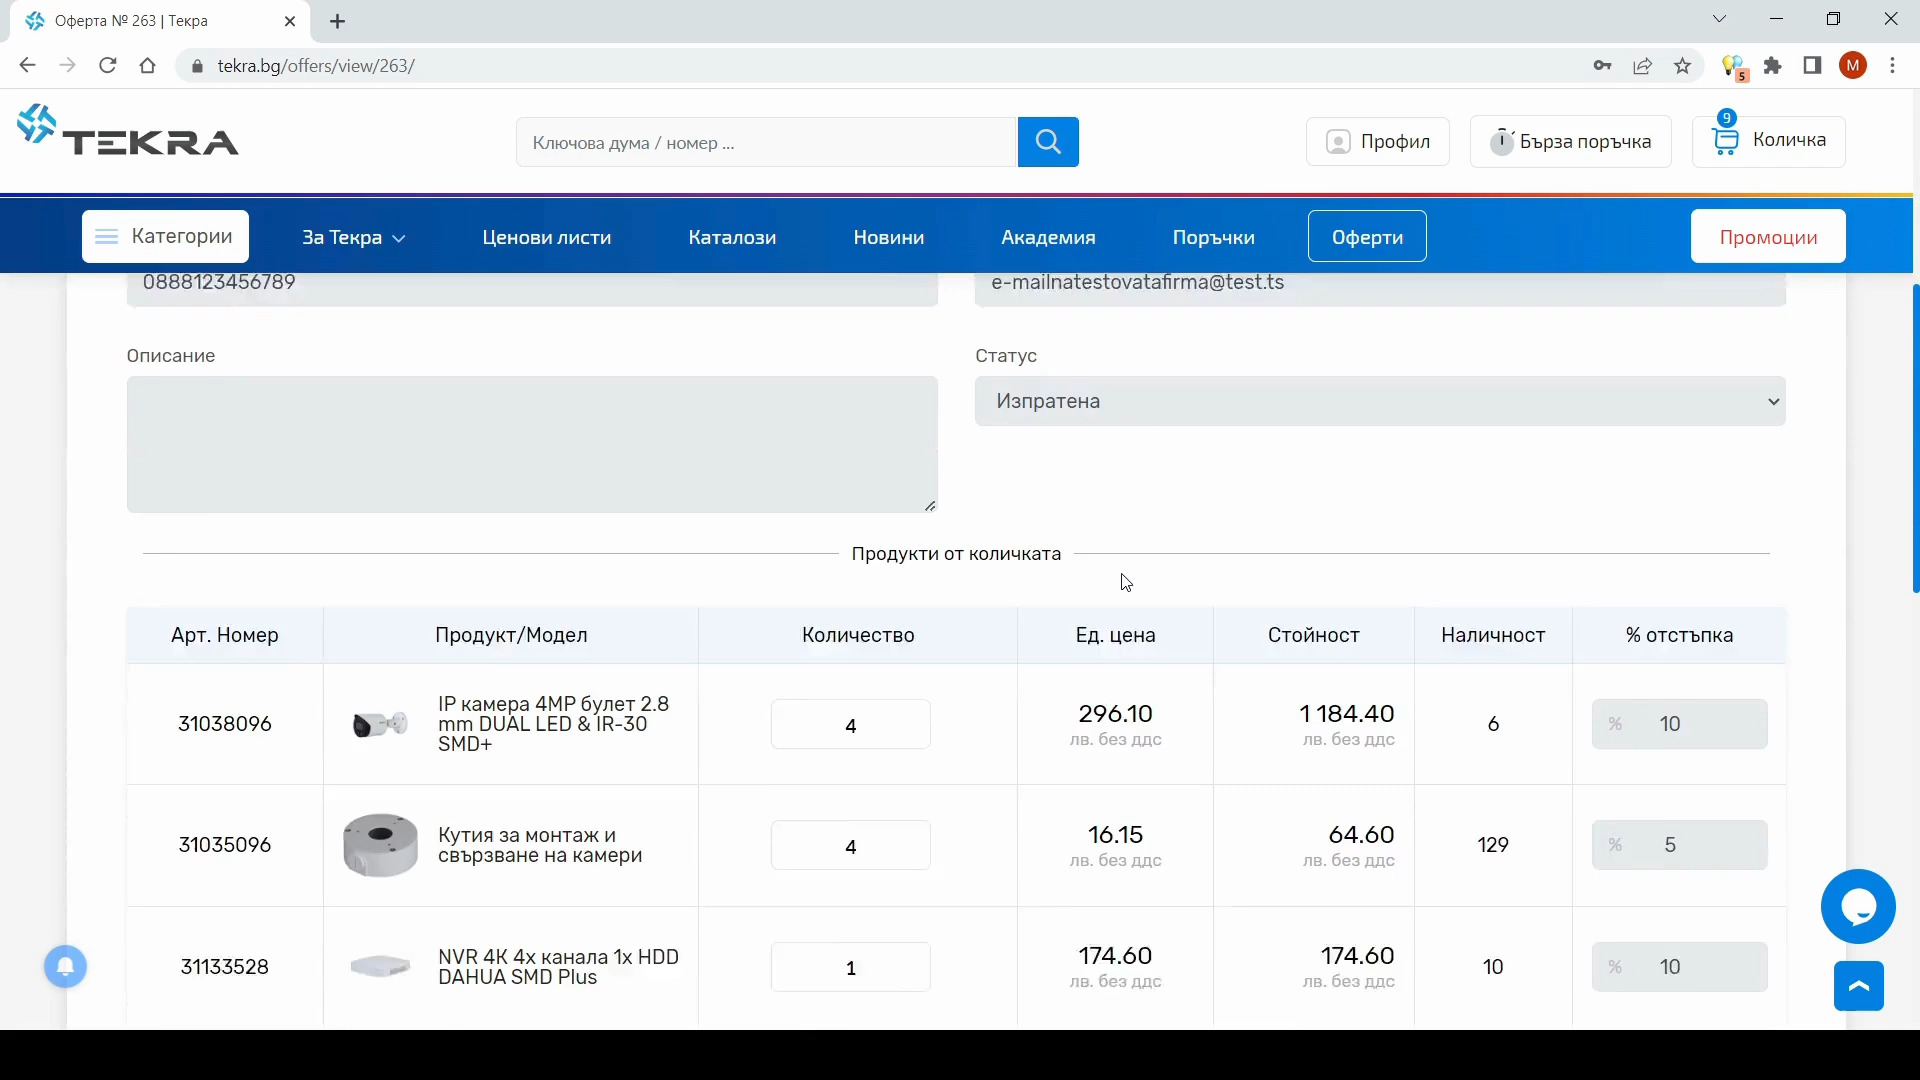 Оферта № 263 | Текра
tekra.bg/offers/view/263/
5
M
TEKRA
Ключова дума / номер ...
Профил
Бърза поръчка
9
Количка
Категории
За Текра
Ценови листи
Каталози
Новини
Академия
Поръчки
Оферти
Промоции
0888123456789
e-mailnatestovatafirma@test.ts
Описание
Статус
Изпратена
Продукти от количката
Арт. Номер
Продукт/Модел
Количество
Ед. цена
Стойност
Наличност
% отстъпка
31038096
IP камера 4MP булет 2.8
mm DUAL LED & IR-30
SMD+
4
296.10
лв. без ддс
1 184.40
лв. без ддс
6
% 10
31035096
Кутия за монтаж и
свързване на камери
4
16.15
лв. без ддс
64.60
лв. без ддс
129
% 5
31133528
NVR 4K 4x канала 1x HDD
DAHUA SMD Plus
1
174.60
лв. без ддс
174.60
лв. без ддс
10
% 10